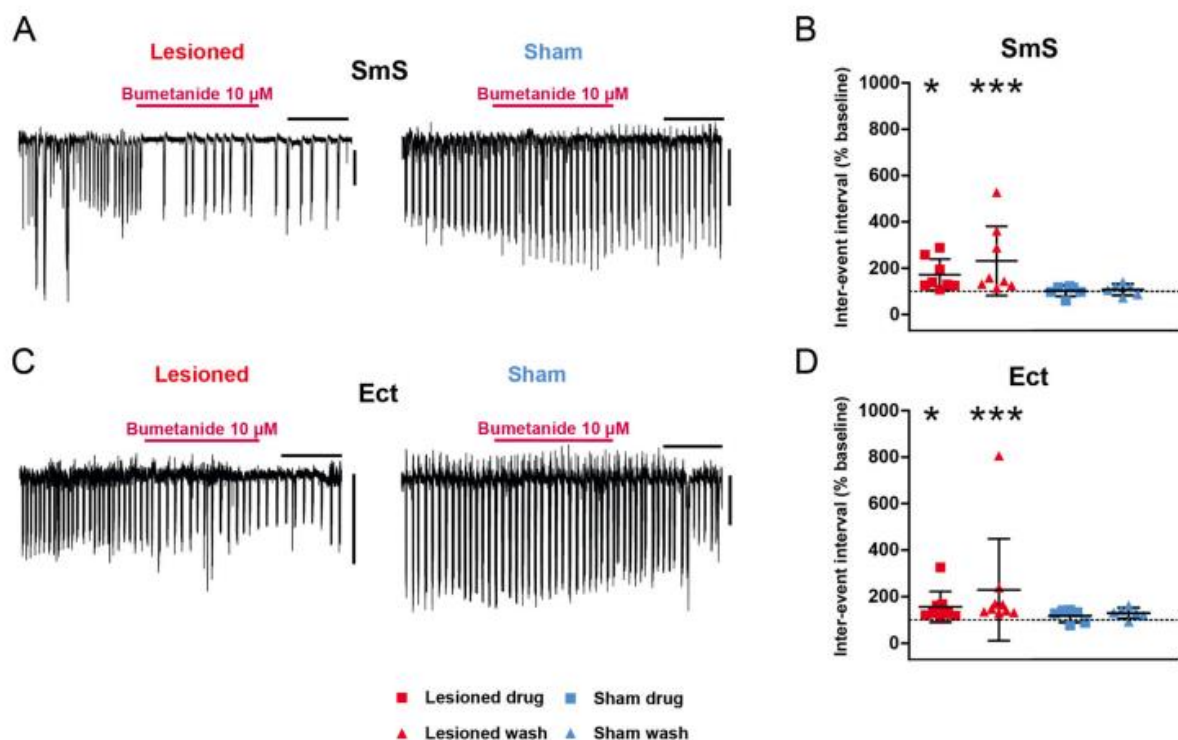 A
Lesioned
SmS
Sham
Bumetanide 10 µM
Bumetanide 10 µM
B
SmS
Inter-event interval (% baseline)
1000
800
600
400
200
0
*
***
C
Lesioned
Ect
Sham
Bumetanide 10 µM
Bumetanide 10 µM
D
Ect
Inter-event interval (% baseline)
1000
800
600
400
200
0
*
***
Lesioned drug
Sham drug
Lesioned wash
Sham wash